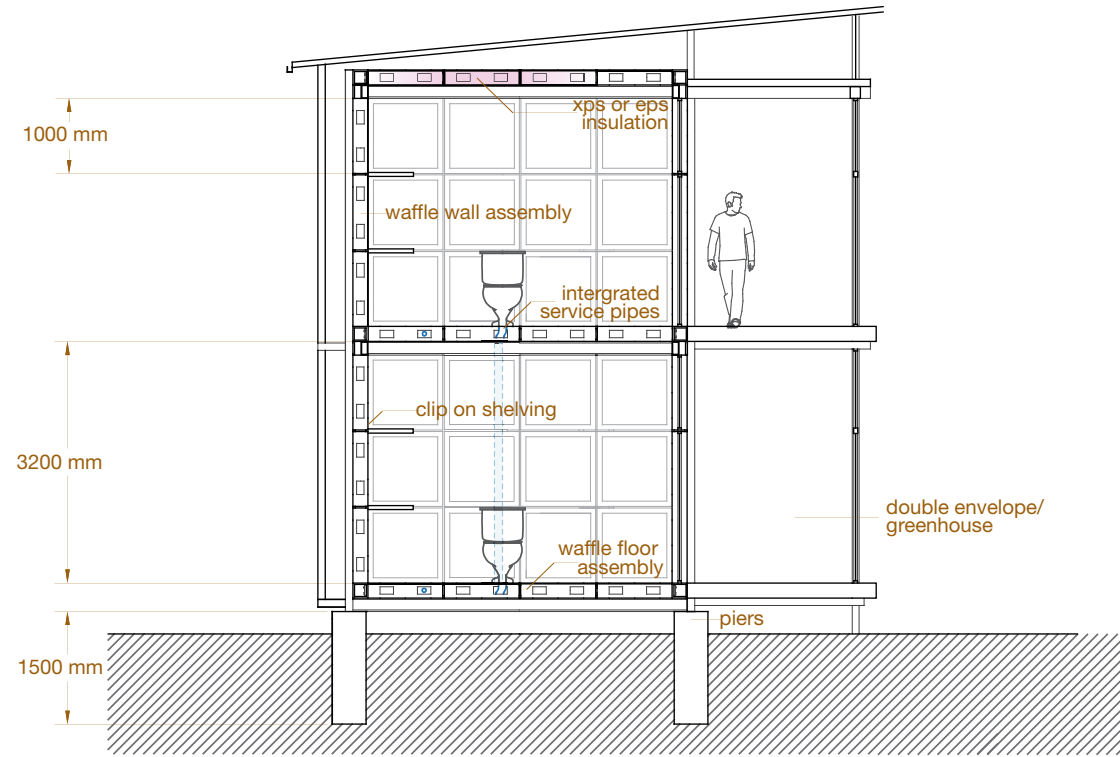 xps or eps
insulation
1000 mm
waffle wall assembly
intergrated
service pipes
clip on shelving
3200 mm
double envelope/
greenhouse
waffle floor
assembly
piers
1500 mm